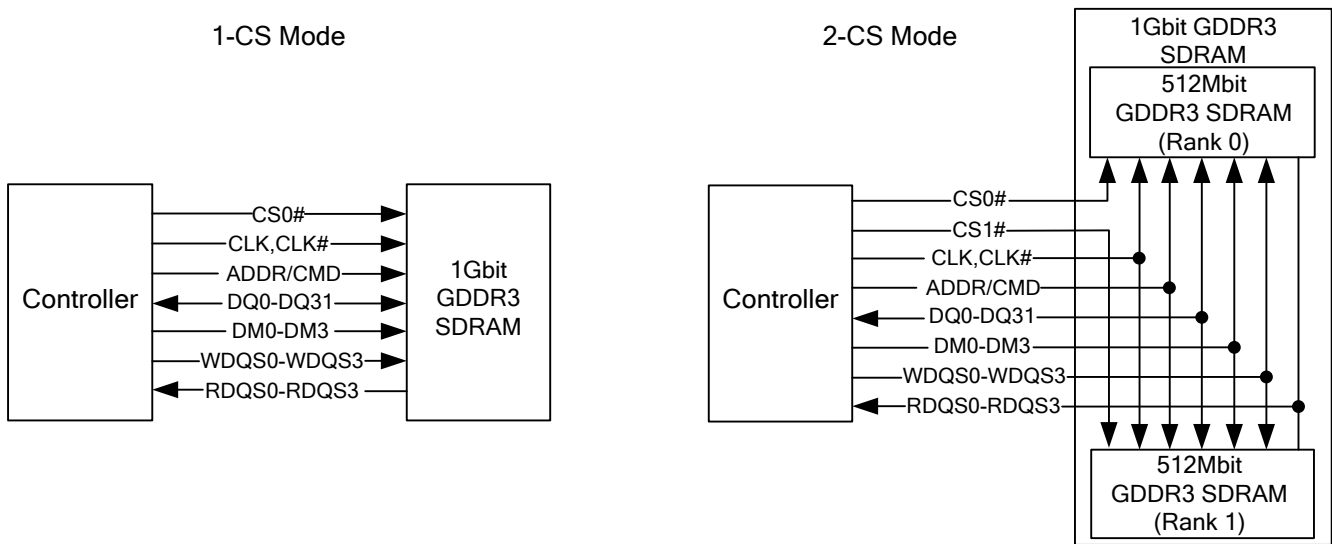 1-CS Mode
Controller
CS0#
CLK,CLK#
ADDR/CMD
DQ0-DQ31
DM0-DM3
WDQS0-WDQS3
RDQS0-RDQS3
1Gbit
GDDR3
SDRAM
2-CS Mode
Controller
CS0#
CS1#
CLK,CLK#
ADDR/CMD
DQ0-DQ31
DM0-DM3
WDQS0-WDQS3
RDQS0-RDQS3
1Gbit GDDR3
SDRAM
512Mbit
GDDR3 SDRAM
(Rank 0)
512Mbit
GDDR3 SDRAM
(Rank 1)